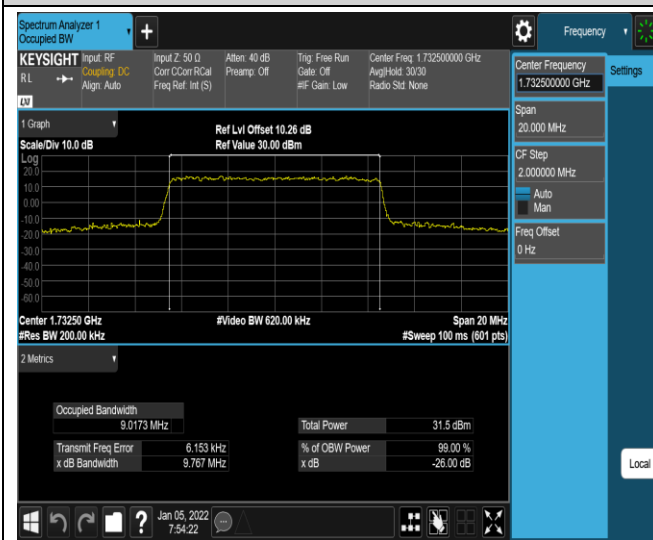 Spectrum Analyzer 1
Occupied BW
+
Frequency
KEYSIGHT Input: RF Input Z: 50 Ω Atten: 40 dB Trig: Free Run Center Freq: 1.732500000 GHz
R L Coupling: DC Corr CCorr RCal Preamp: Off Gate: Off Avg|Hold: 30/30
Align: Auto Freq Ref: Int (S) #IF Gain: Low Radio Std: None
LXI
Center Frequency
1.732500000 GHz
Settings
Span
20.000 MHz
CF Step
2.000000 MHz
Auto
Man
Freq Offset
0 Hz
Local
1 Graph
Ref Lvl Offset 10.26 dB
Scale/Div 10.0 dB Ref Value 30.00 dBm
Log
20.0
10.0
0.00
-10.0
-20.0
-30.0
-40.0
-50.0
-60.0
Center 1.73250 GHz #Video BW 620.00 kHz Span 20 MHz
#Res BW 200.00 kHz #Sweep 100 ms (601 pts)
2 Metrics
Occupied Bandwidth
9.0173 MHz Total Power 31.5 dBm
Transmit Freq Error 6.153 kHz % of OBW Power 99.00 %
x dB Bandwidth 9.767 MHz x dB -26.00 dB
? Jan 05, 2022
7:54:22